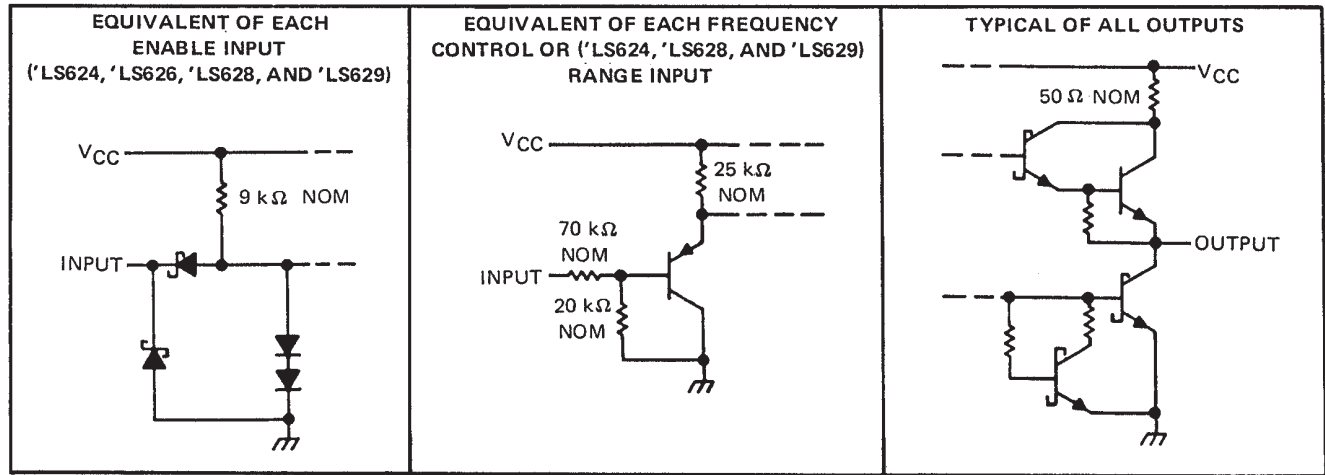 EQUIVALENT OF EACH
ENABLE INPUT
('LS624, 'LS626, 'LS628, AND 'LS629)
VCC
9 kΩ NOM
INPUT
EQUIVALENT OF EACH FREQUENCY
CONTROL OR ('LS624, 'LS628, AND 'LS629)
RANGE INPUT
VCC
25 kΩ
NOM
70 kΩ
NOM
INPUT
20 kΩ
NOM
TYPICAL OF ALL OUTPUTS
VCC
50 Ω NOM
OUTPUT